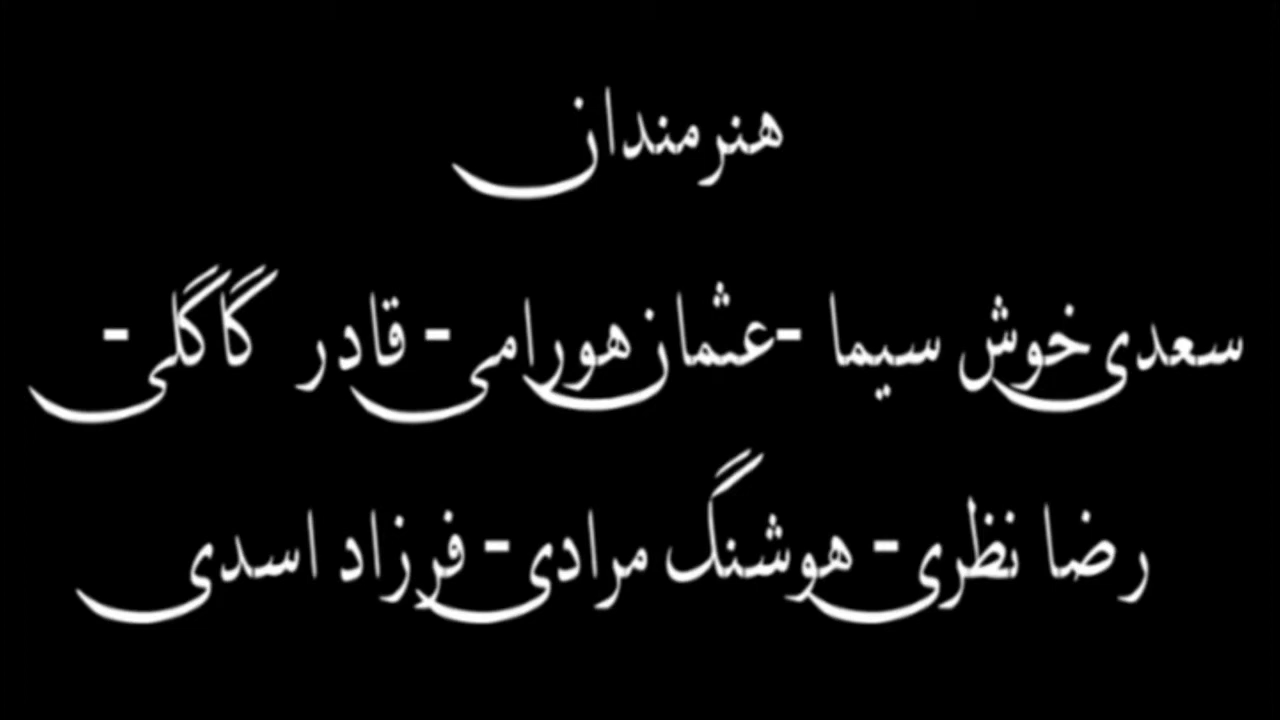 هنرمندان
سعدی خوش سیما -عثمان هورامی- قادر گاگلی-
رضا نظری- هوشنگ مرادی- فرزاد اسدی